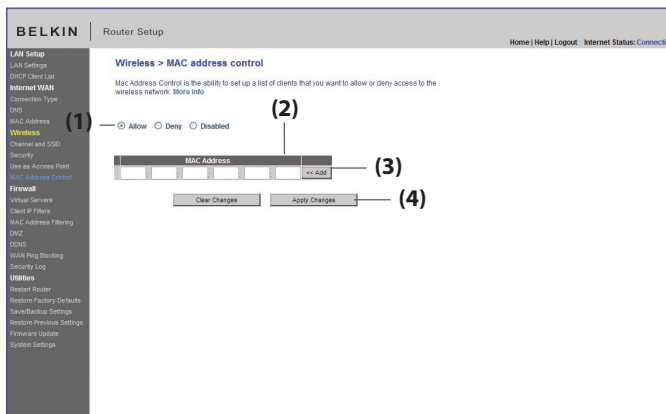 BELKIN
Router Setup
Home | Help | Logout Internet Status: Connecti
LAN Setup
LAN Settings
DHCP Client List
Internet WAN
Connection Type
DNS
MAC Address
Wireless
Channel and SSID
Security
Use as Access Point
MAC Address Control
Firewall
Virtual Servers
Client IP Filters
MAC Address Filtering
DMZ
DDNS
WAN Ping Blocking
Security Log
Utilities
Restart Router
Restore Factory Defaults
Save/Backup Settings
Restore Previous Settings
Firmware Update
System Settings
Wireless > MAC address control
Mac Address Control is the ability to set up a list of clients that you want to allow or deny access to the
wireless network. More Info
(2)
(1)
Allow Deny Disabled
MAC Address
: : : : : << Add
(3)
Clear Changes Apply Changes
(4)